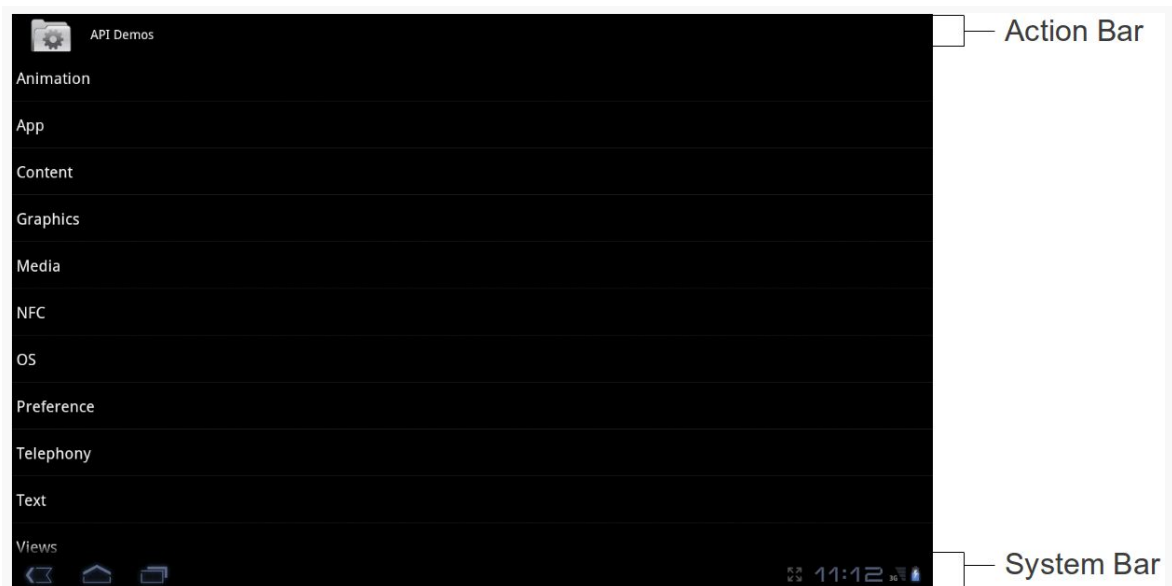 API Demos
Action Bar
Animation
App
Content
Graphics
Media
NFC
OS
Preference
Telephony
Text
Views
11:12 3G
System Bar